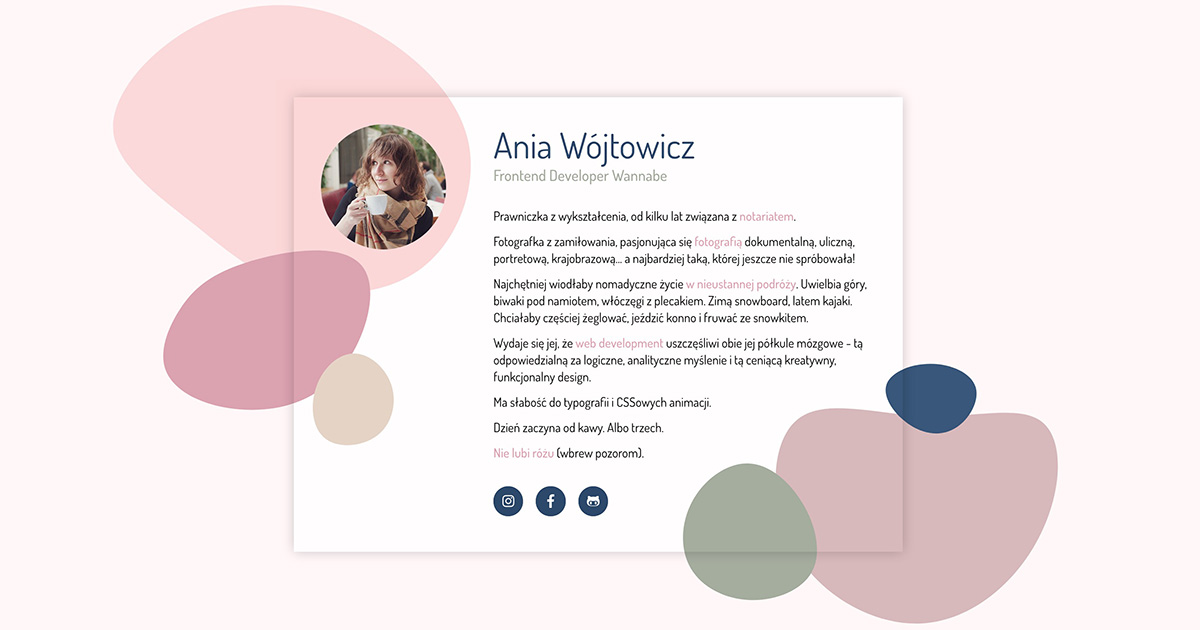 Ania Wójtowicz
Frontend Developer Wannabe
Prawniczka z wykształcenia, od kilku lat związana z notariatem.
Fotografka z zamiłowania, pasjonująca się fotografią dokumentalną, uliczną,
portretową, krajobrazową... a najbardziej taką, której jeszcze nie spróbowała!
Najchętniej wiodłaby nomadyczne życie w nieustannej podróży. Uwielbia góry,
biwaki pod namiotem, włóczęgi z plecakiem. Zimą snowboard, latem kajaki.
Chciałaby częściej żeglować, jeździć konno i fruwać ze snowkitem.
Wydaje się jej, że web development uszczęśliwi obie jej półkule mózgowe - tą
odpowiedzialną za logiczne, analityczne myślenie i tą ceniącą kreatywny,
funkcjonalny design.
Ma słabość do typografii i CSSowych animacji.
Dzień zaczyna od kawy. Albo trzech.
Nie lubi różu (wbrew pozorom).